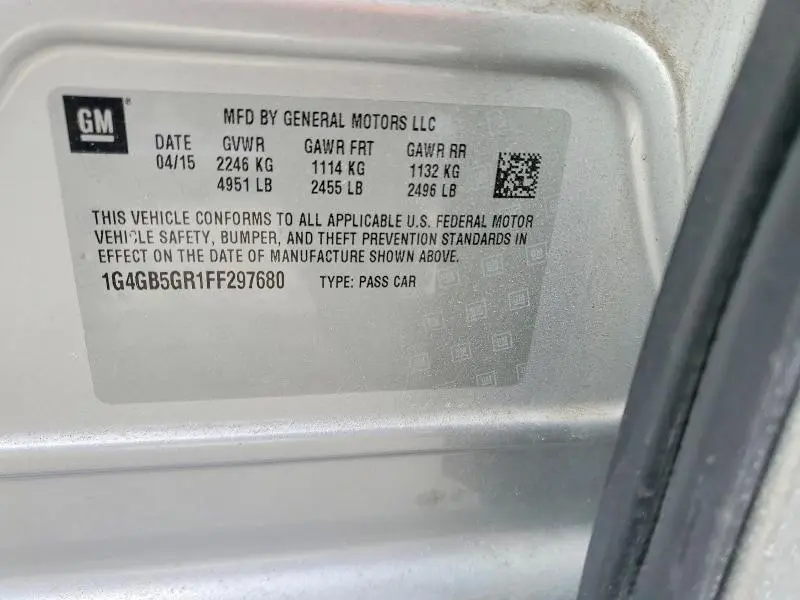 GM
MFD BY GENERAL MOTORS LLC
DATE GVWR GAWR FRT GAWR RR
04/15 2246 KG 1114 KG 1132 KG
4951 LB 2455 LB 2496 LB
THIS VEHICLE CONFORMS TO ALL APPLICABLE U.S. FEDERAL MOTOR
VEHICLE SAFETY, BUMPER, AND THEFT PREVENTION STANDARDS IN
EFFECT ON THE DATE OF MANUFACTURE SHOWN ABOVE.
1G4GB5GR1FF297680 TYPE: PASS CAR